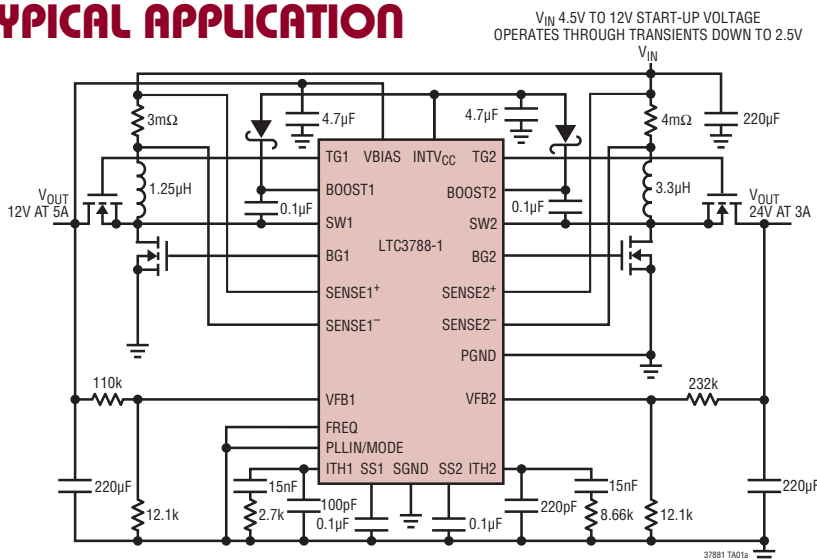 YPICAL APPLICATION
VIN 4.5V TO 12V START-UP VOLTAGE
OPERATES THROUGH TRANSIENTS DOWN TO 2.5V
VIN
3mΩ
4.7µF
4.7µF
4mΩ
220µF
TG1 VBIAS INTVCC TG2
VOUT
12V AT 5A
1.25µH
BOOST1
BOOST2
3.3µH
VOUT
24V AT 3A
0.1µF
0.1µF
SW1
SW2
LTC3788-1
BG1
BG2
SENSE1+
SENSE2+
SENSE1–
SENSE2–
PGND
110k
232k
VFB1
VFB2
FREQ
PLLIN/MODE
ITH1 SS1 SGND SS2 ITH2
220µF
15nF
15nF
220µF
100pF
220pF
12.1k
2.7k
0.1µF
0.1µF
8.66k
12.1k
37881 TA01a